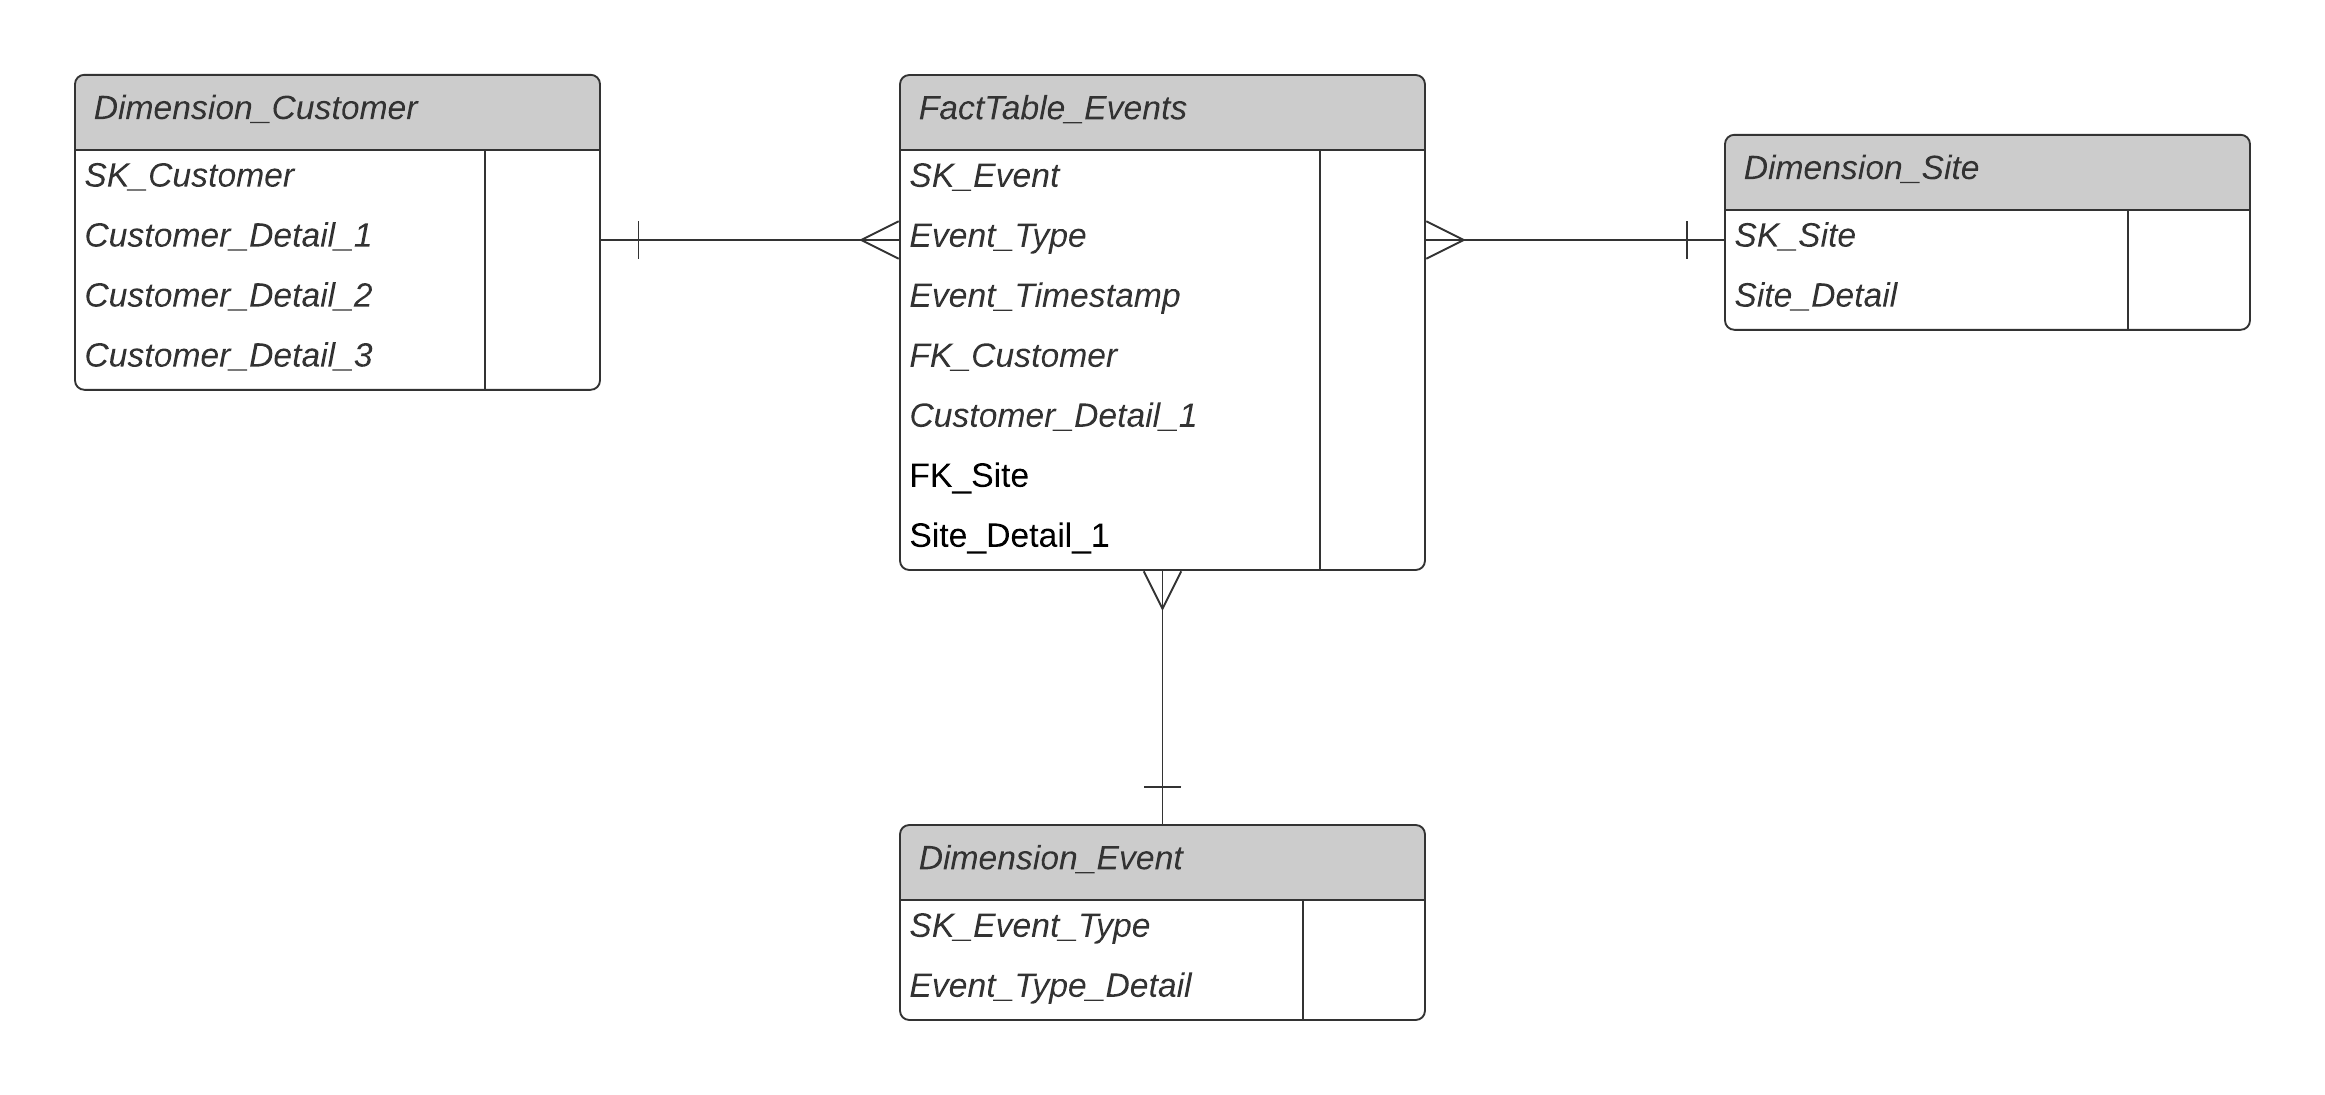 Dimension_Customer
SK_Customer
Customer_Detail_1
Customer_Detail_2
Customer_Detail_3
FactTable_Events
SK_Event
Event_Type
Event_Timestamp
FK_Customer
Customer_Detail_1
FK_Site
Site_Detail_1
Dimension_Site
SK_Site
Site_Detail
Dimension_Event
SK_Event_Type
Event_Type_Detail